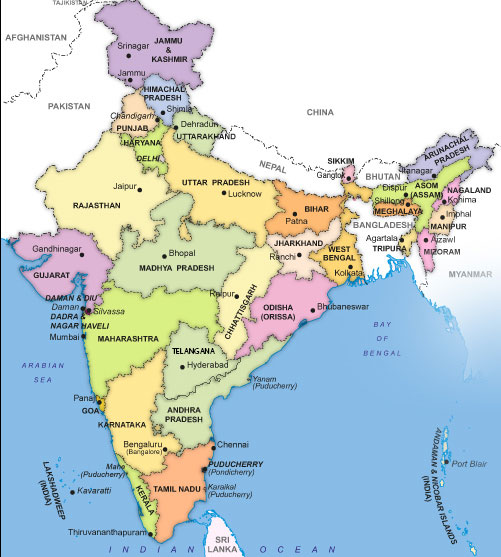 TAJIKISTAN
AFGHANISTAN
Srinagar
JAMMU
&
KASHMIR
Jammu
HIMACHAD
PRADESH
Shimla
PAKISTAN
Chandigarh
PUNJAB
Dehradun
UTTARAKHAND
HARYANA
DELHI
CHINA
NEPAL
SIKKIM
Gangtok
BHUTAN
ARUNACHAL
PRADESH
Itanagar
Jaipur
RAJASTHAN
UTTAR PRADESH
Lucknow
BIHAR
Patna
Dispur
ASOM
(ASSAM)
NAGALAND
Shillong
Kohima
MEGHALAYA
Imphal
MANIPUR
BANGLADESH
Agartala
TRIPURA
Aizawl
MIZORAM
MYANMAR
Gandhinagar
GUJARAT
Bhopal
MADHYA PRADESH
JHARKHAND
Ranchi
WEST
BENGAL
Kolkata
CHHATTISGARH
Raipur
ODISHA
(ORISSA)
Bhubaneswar
DAMAN & DIU
Daman
DADRA &
NAGAR HAVELI
Silvassa
Mumbai
MAHARASHTRA
ARABIAN
SEA
BAY
OF
BENGAL
TELANGANA
Hyderabad
Yanam
(Puducherry)
Panaji
GOA
KARNATAKA
ANDHRA
PRADESH
Bengaluru
(Bangalore)
Chennai
Mahe
(Puducherry)
PUDUCHERRY
(Pondicherry)
Karaikal
(Puducherry)
TAMIL NADU
KERALA
LAKSHADWEEP
(INDIA)
Kavaratti
ANDAMAN & NICOBAR ISLANDS
(INDIA)
Port Blair
Thiruvananthapuram
SRI
LANKA
INDIAN OCEAN